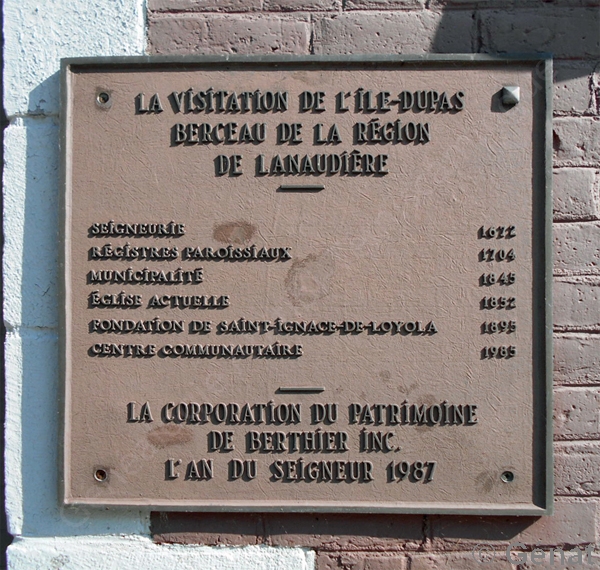 LA VISITATION DE L'ÎLE-DUPAS
BERCEAU DE LA RÉGION
DE LANAUDIÈRE
SEIGNEURIE 1672
RÉGISTRES PAROISSIAUX 1704
MUNICIPALITÉ 1845
ÉGLISE ACTUELLE 1852
FONDATION DE SAINT-IGNACE-DE-LOYOLA 1895
CENTRE COMMUNAUTAIRE 1985
LA CORPORATION DU PATRIMOINE
DE BERTHIER INC.
L'AN DU SEIGNEUR 1987